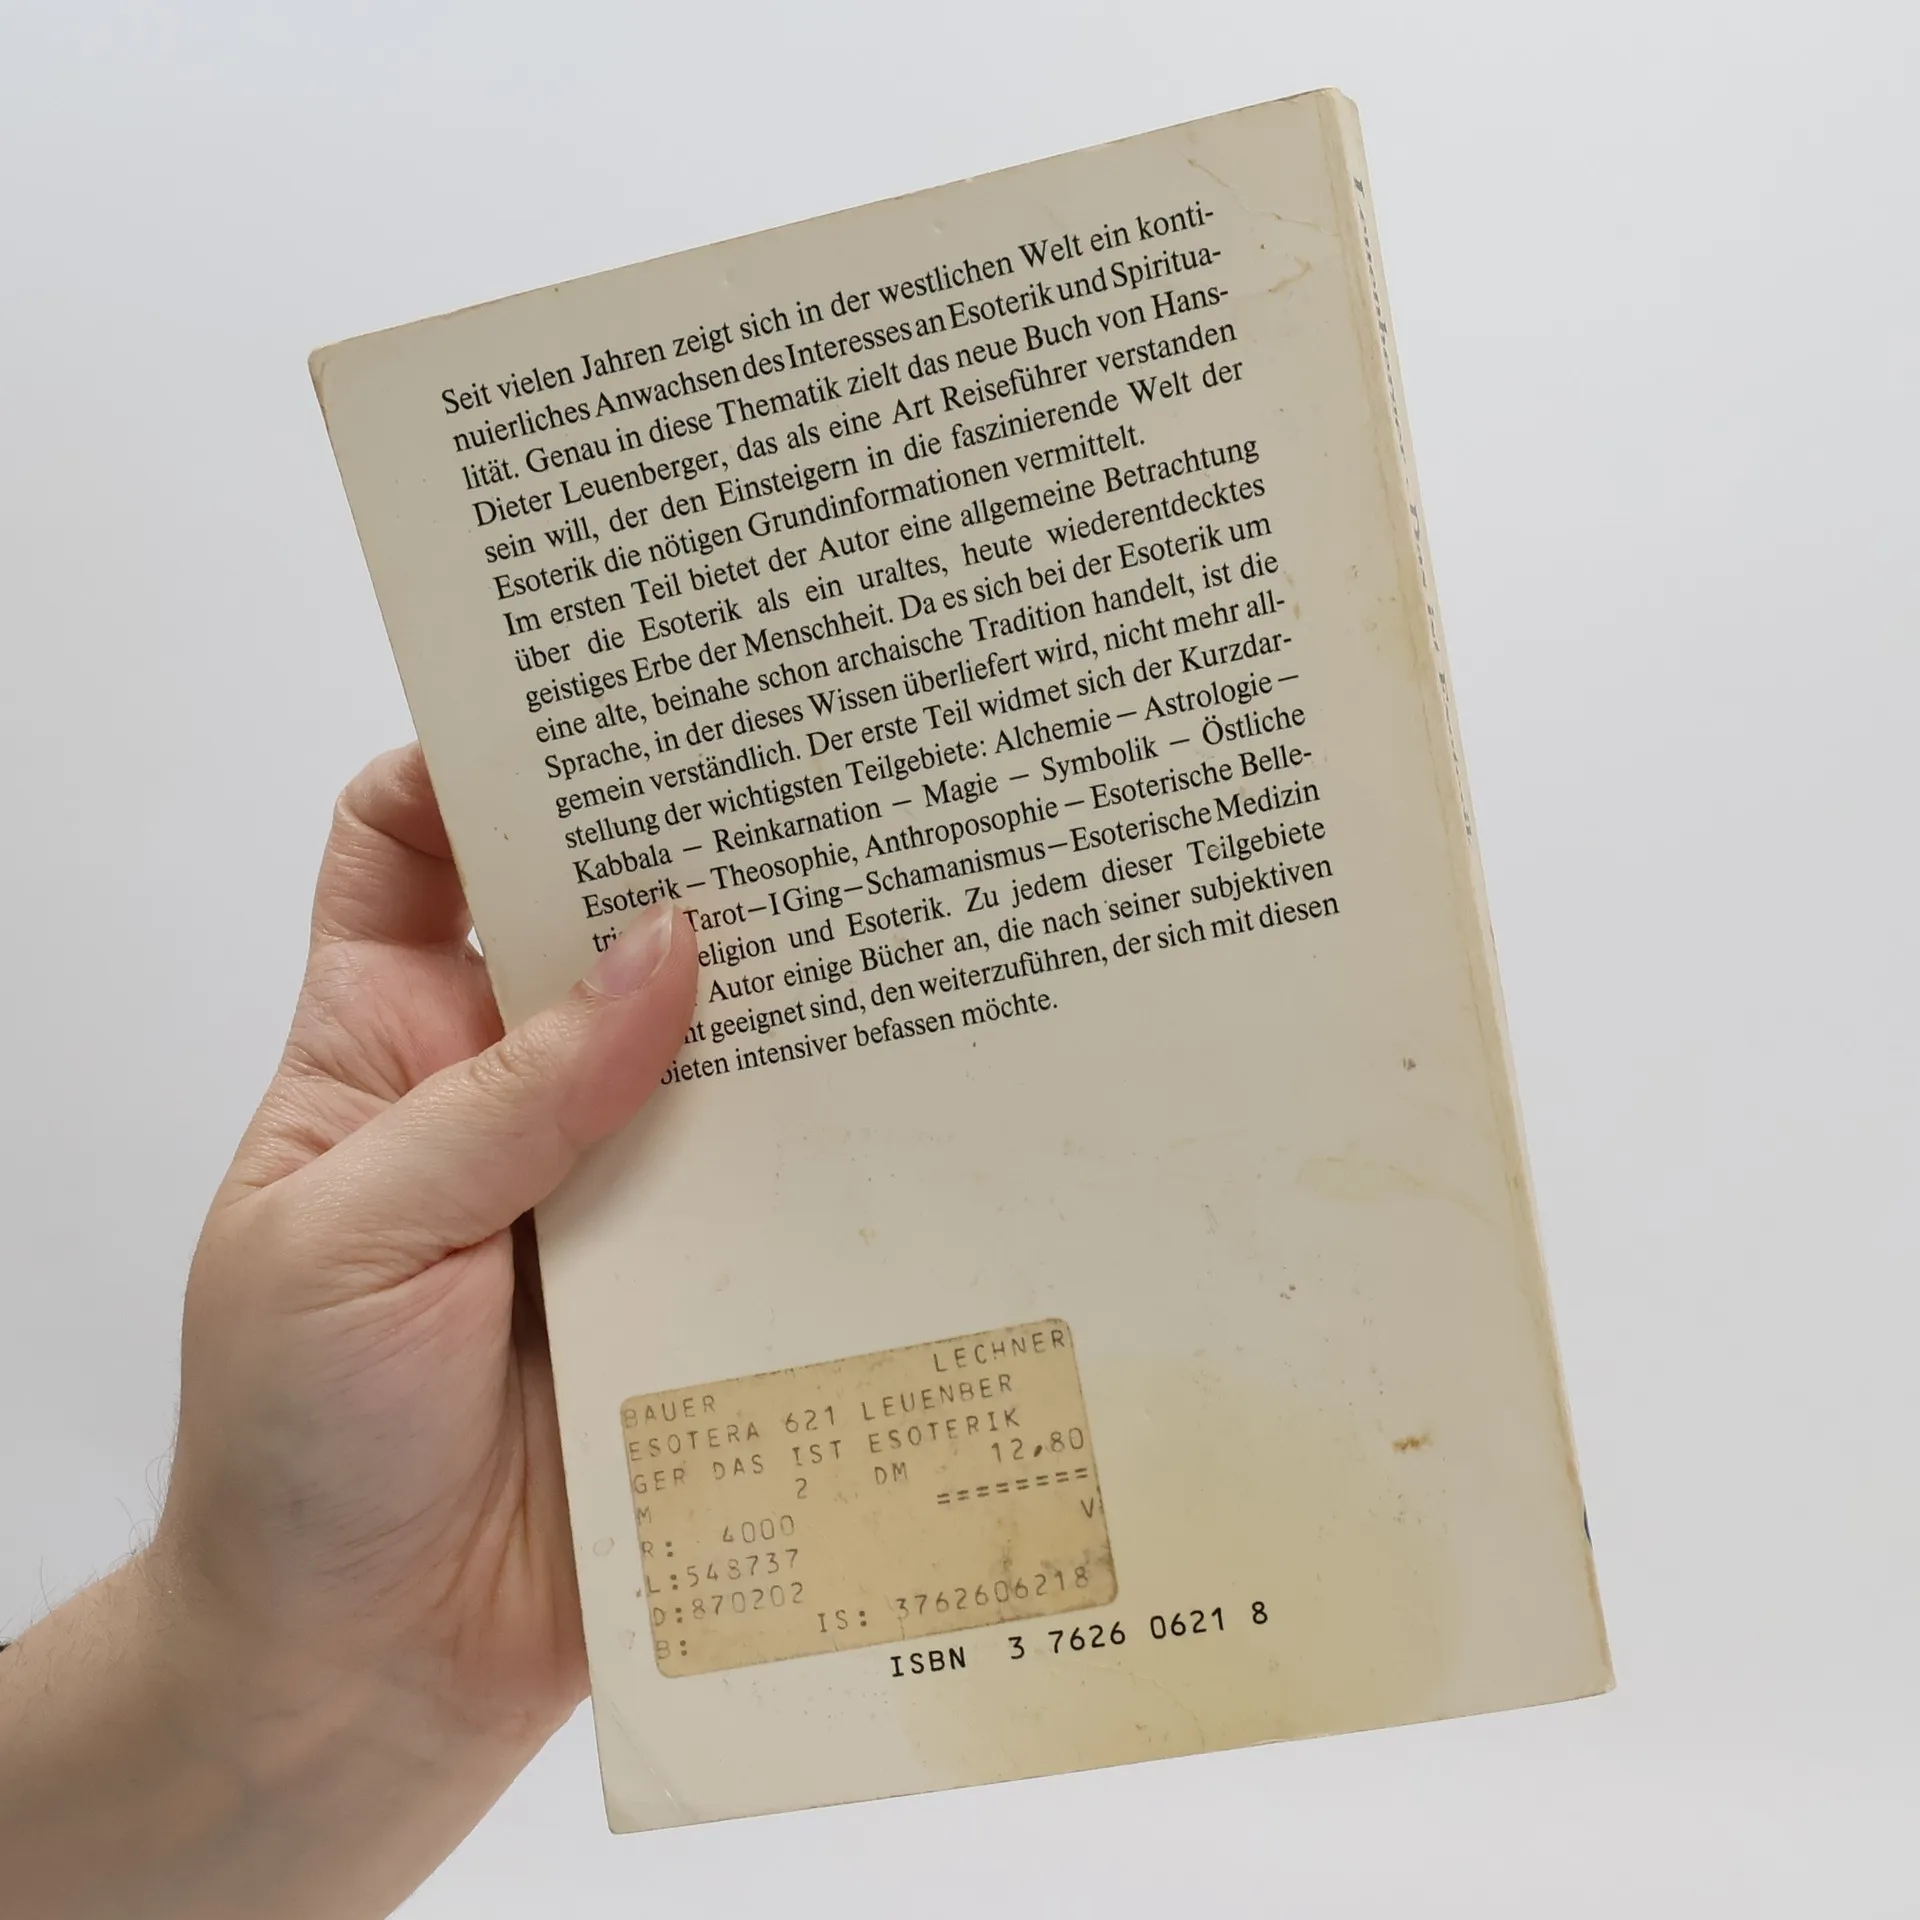 Seit vielen Jahren zeigt sich in der westlichen Welt ein konti-
nuierliches Anwachsen des Interesses an Esoterik und Spiritua-
lität. Genau in diese Thematik zielt das neue Buch von Hans-
Dieter Leuenberger, das als eine Art Reiseführer verstanden
sein will, der den Einsteigern in die faszinierende Welt der
Esoterik die nötigen Grundinformationen vermittelt.
Im ersten Teil bietet der Autor eine allgemeine Betrachtung
über die Esoterik als ein uraltes, heute wiederentdecktes
geistiges Erbe der Menschheit. Da es sich bei der Esoterik um
eine alte, beinahe schon archaische Tradition handelt, ist die
Sprache, in der dieses Wissen überliefert wird, nicht mehr all-
gemein verständlich. Der erste Teil widmet sich der Kurzdar-
stellung der wichtigsten Teilgebiete: Alchemie – Astrologie –
Kabbala – Reinkarnation – Magie – Symbolik – Östliche
Esoterik – Theosophie, Anthroposophie – Esoterische Belle-
Tarot – I Ging – Schamanismus – Esoterische Medizin
eligion und Esoterik. Zu jedem dieser Teilgebiete
Autor einige Bücher an, die nach seiner subjektiven
geeignet sind, den weiterzuführen, der sich mit diesen
bieten intensiver befassen möchte.
BAUER LECHNER
ESOTERA 621 LEUENBER
GER DAS IST ESOTERIK
M 2 DM 12,80
========
R: 4000 V
L:548737
D:870202
B: IS: 3762606218
ISBN 3 7626 0621 8